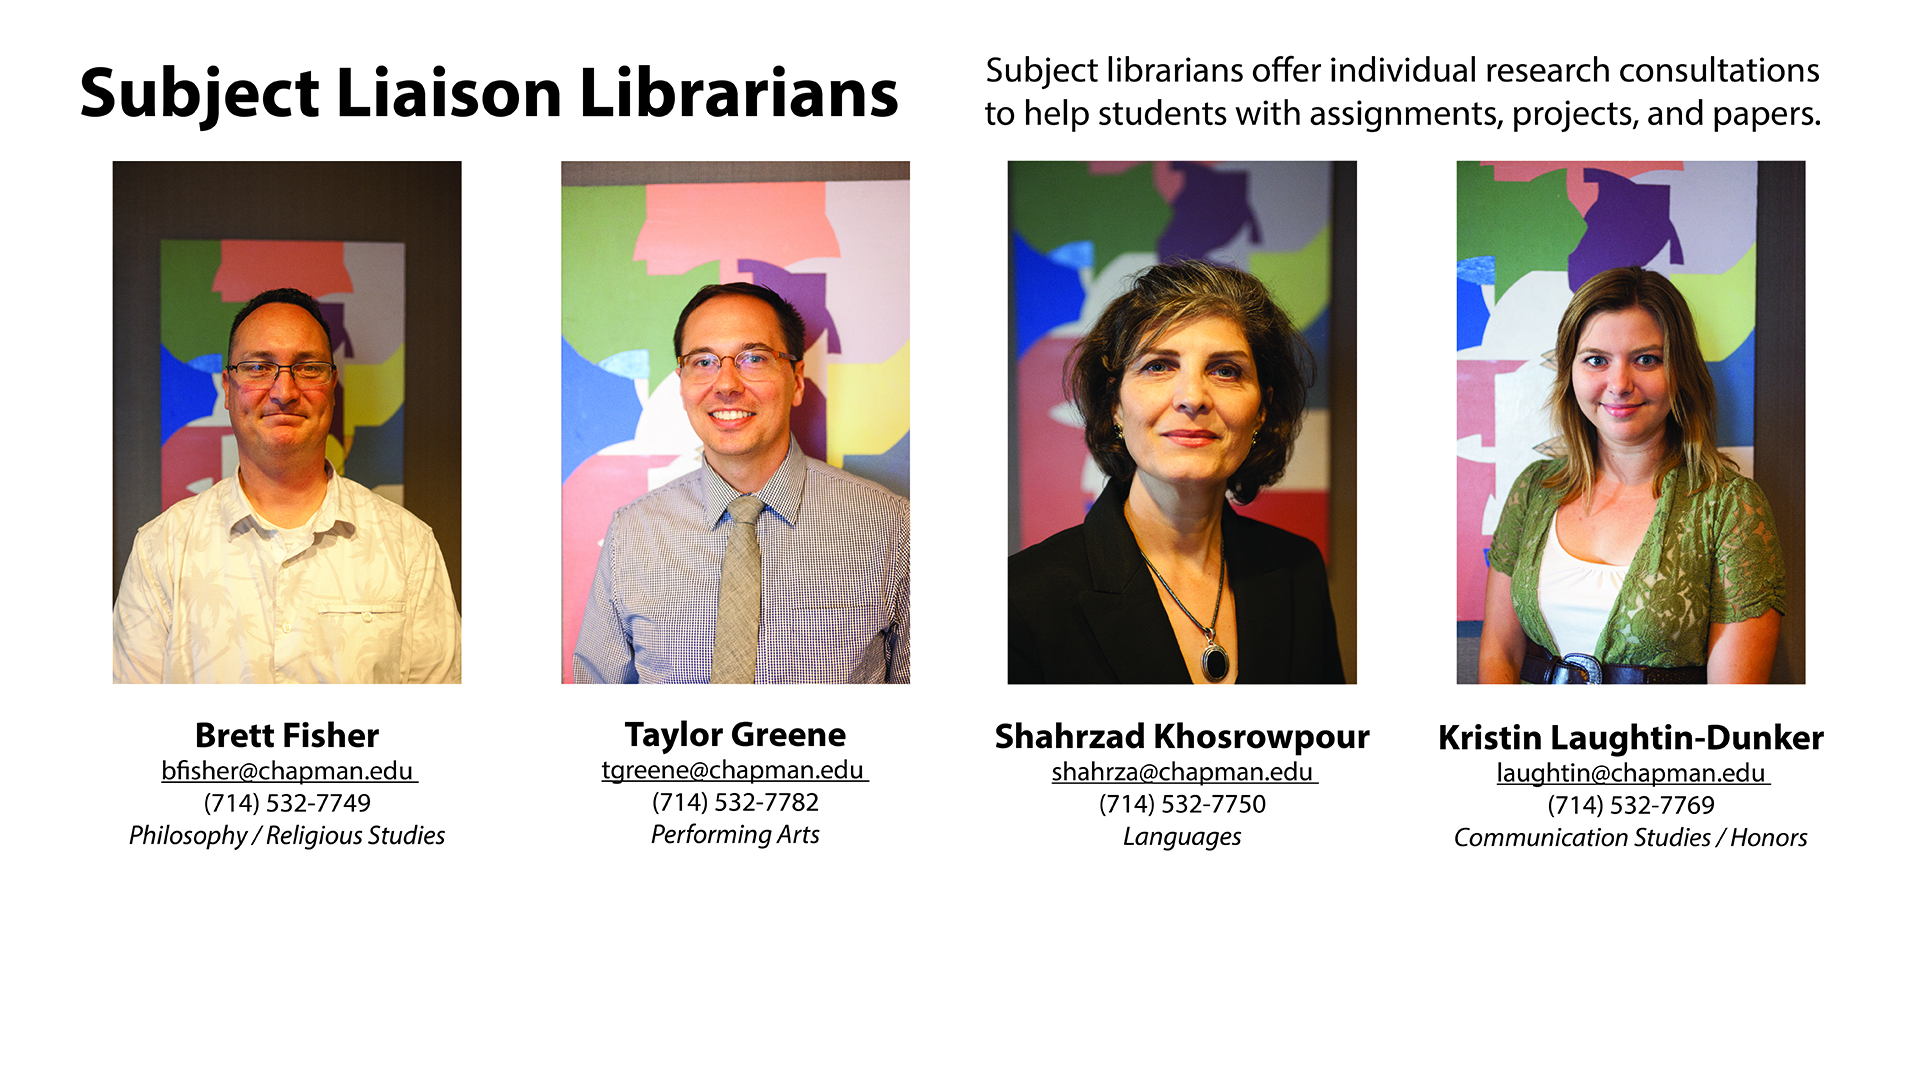 Subject Liaison Librarians
Subject librarians offer individual research consultations
to help students with assignments, projects, and papers.
Brett Fisher
bfisher@chapman.edu
(714) 532-7749
Philosophy / Religious Studies
Taylor Greene
tgreene@chapman.edu
(714) 532-7782
Performing Arts
Shahrzad Khosrowpour
shahrza@chapman.edu
(714) 532-7750
Languages
Kristin Laughtin-Dunker
laughtin@chapman.edu
(714) 532-7769
Communication Studies / Honors